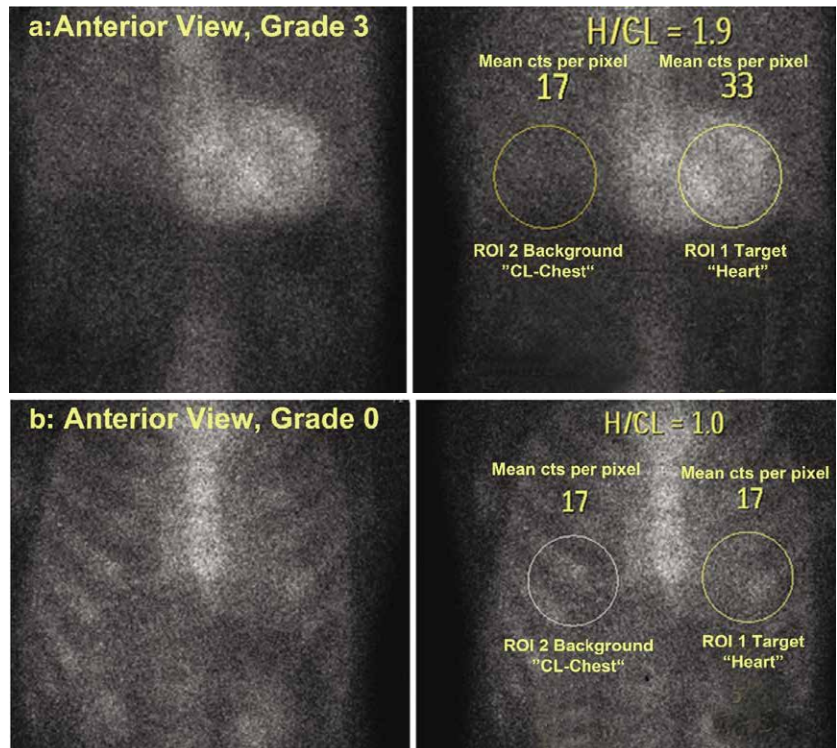 a:Anterior View, Grade 3
H/CL = 1.9
Mean cts per pixel
17
Mean cts per pixel
33
ROI 2 Background
”CL-Chest“
ROI 1 Target
“Heart”
b: Anterior View, Grade 0
H/CL = 1.0
Mean cts per pixel
17
Mean cts per pixel
17
ROI 2 Background
”CL-Chest“
ROI 1 Target
“Heart”